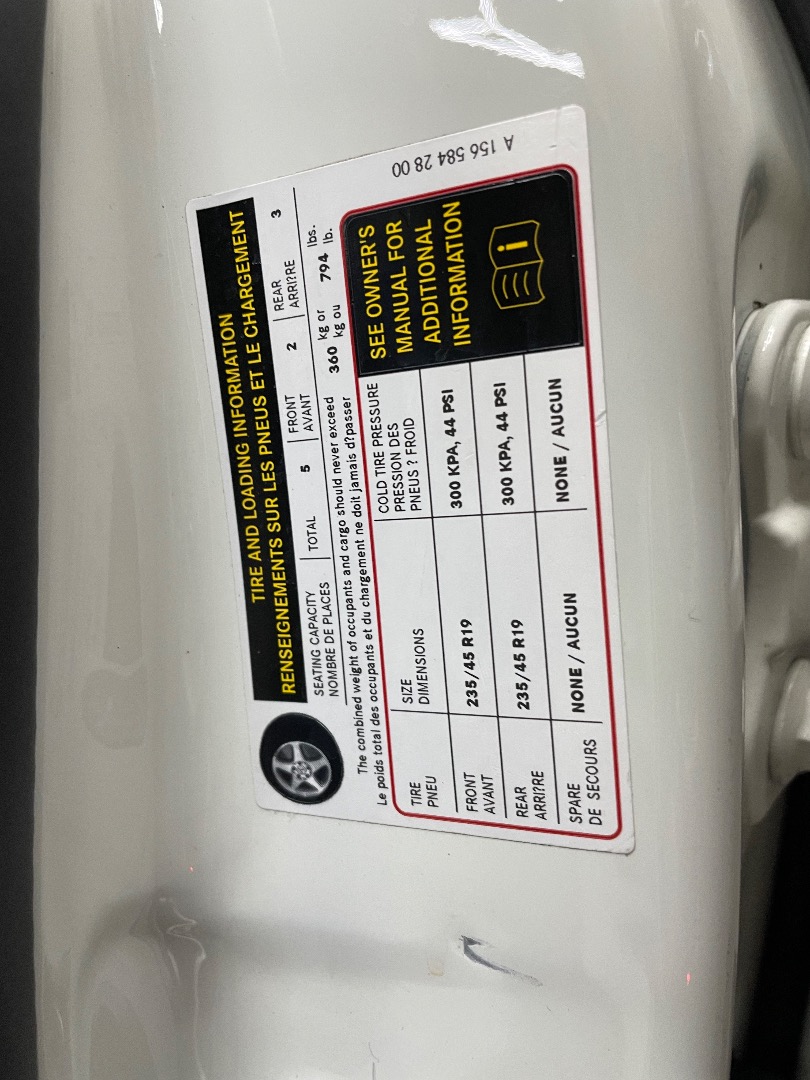 TIRE AND LOADING INFORMATION
RENSEIGNEMENTS SUR LES PNEUS ET LE CHARGEMENT
SEATING CAPACITY
NOMBRE DE PLACES
TOTAL 5
FRONT
AVANT
2
REAR
ARRI?RE
3
The combined weight of occupants and cargo should never exceed 360 kg or 794 lbs.
Le poids total des occupants et du chargement ne doit jamais d?passer kg ou lb.
TIRE
PNEU
SIZE
DIMENSIONS
COLD TIRE PRESSURE
PRESSION DES
PNEUS ? FROID
FRONT
AVANT
235/45 R19
300 KPA, 44 PSI
REAR
ARRI?RE
235/45 R19
300 KPA, 44 PSI
SPARE
DE SECOURS
NONE / AUCUN
NONE / AUCUN
SEE OWNER'S
MANUAL FOR
ADDITIONAL
INFORMATION
i
A 156 584 28 00